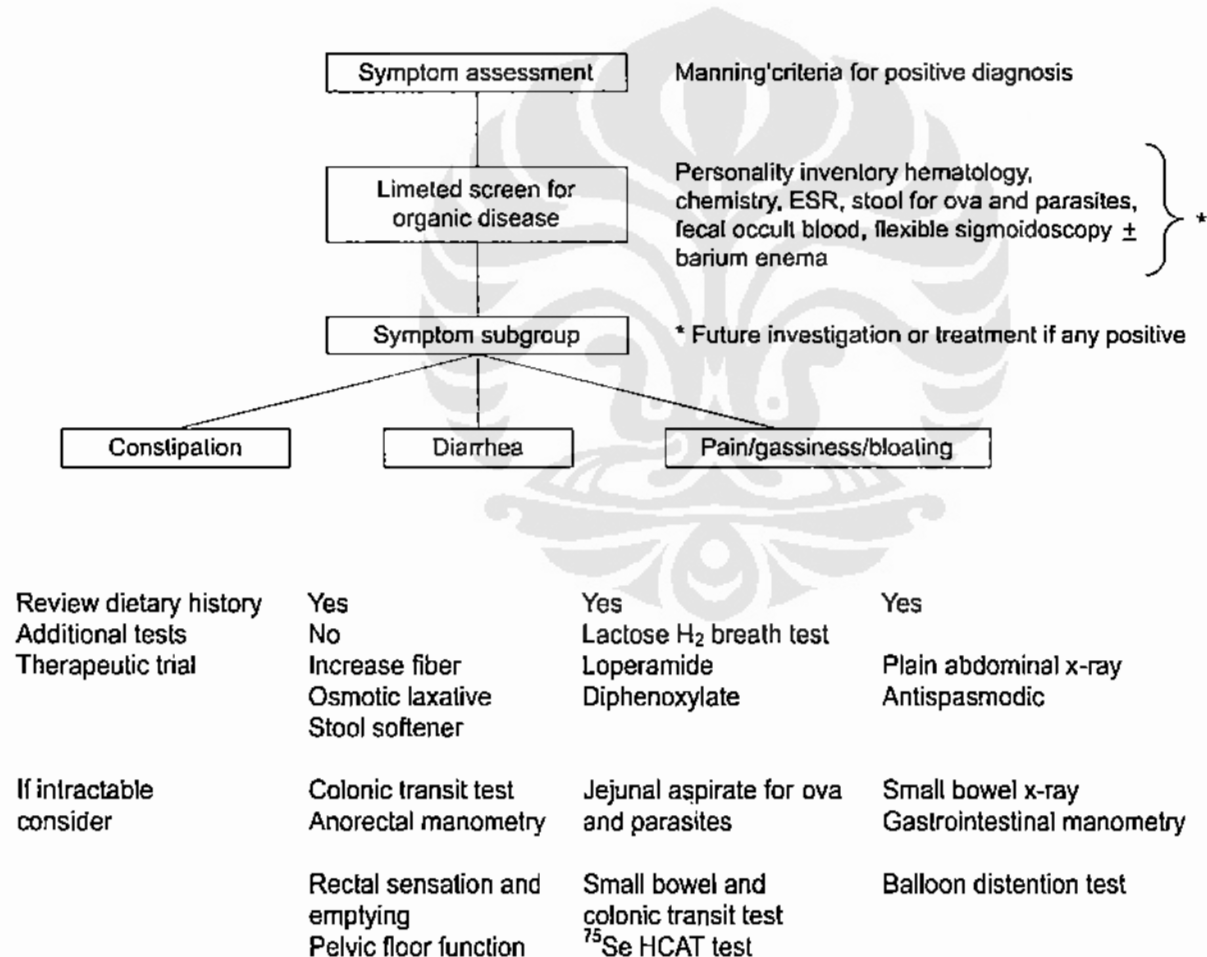 Symptom assessment
Manning'criteria for positive diagnosis
Limeted screen for
organic disease
Personality inventory hematology,
chemistry, ESR, stool for ova and parasites,
fecal occult blood, flexible sigmoidoscopy ±
barium enema
*
Symptom subgroup
* Future investigation or treatment if any positive
Constipation
Diarrhea
Pain/gassiness/bloating
Review dietary history Yes Yes Yes
Additional tests No Lactose H₂ breath test
Therapeutic trial Increase fiber Loperamide Plain abdominal x-ray
Osmotic laxative Diphenoxylate Antispasmodic
Stool softener
If intractable Colonic transit test Jejunal aspirate for ova Small bowel x-ray
consider Anorectal manometry and parasites Gastrointestinal manometry
Rectal sensation and Small bowel and Balloon distention test
emptying colonic transit test
Pelvic floor function ⁷⁵Se HCAT test